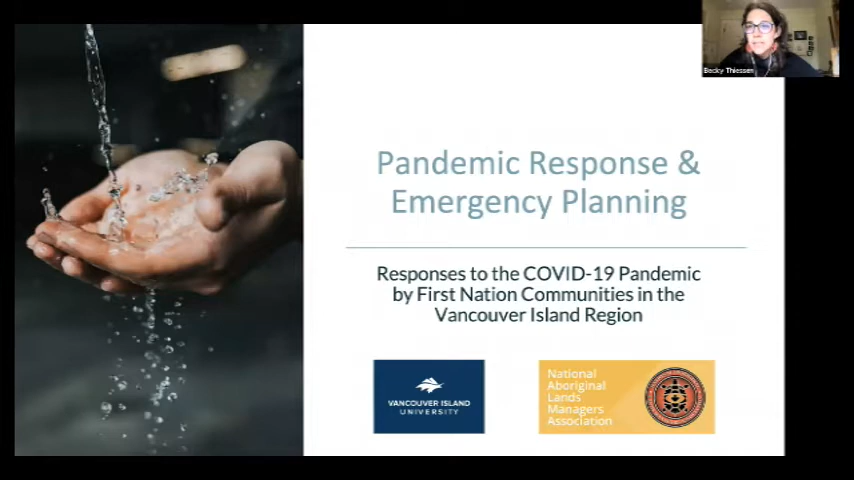 Becky Thiessen
Pandemic Response &
Emergency Planning
Responses to the COVID-19 Pandemic
by First Nation Communities in the
Vancouver Island Region
VANCOUVER ISLAND
UNIVERSITY
National
Aboriginal
Lands
Managers
Association